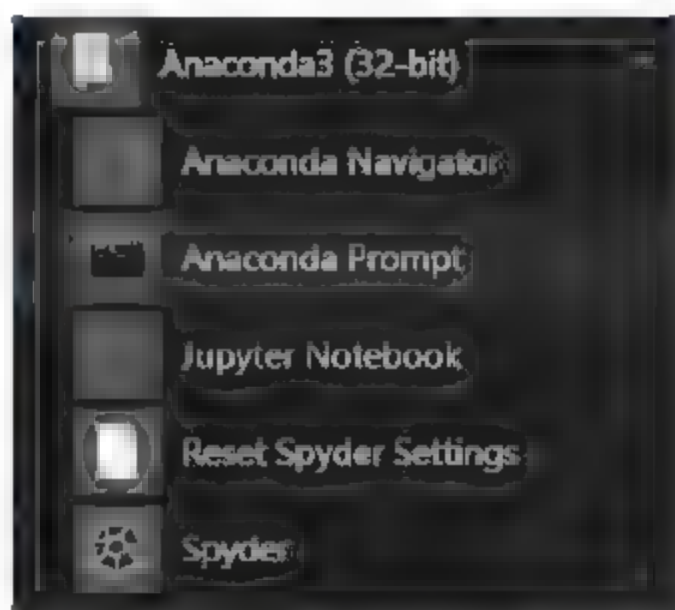 Anaconda3 (32-bit)
Anaconda Navigator
Anaconda Prompt
Jupyter Notebook
Reset Spyder Settings
Spyder